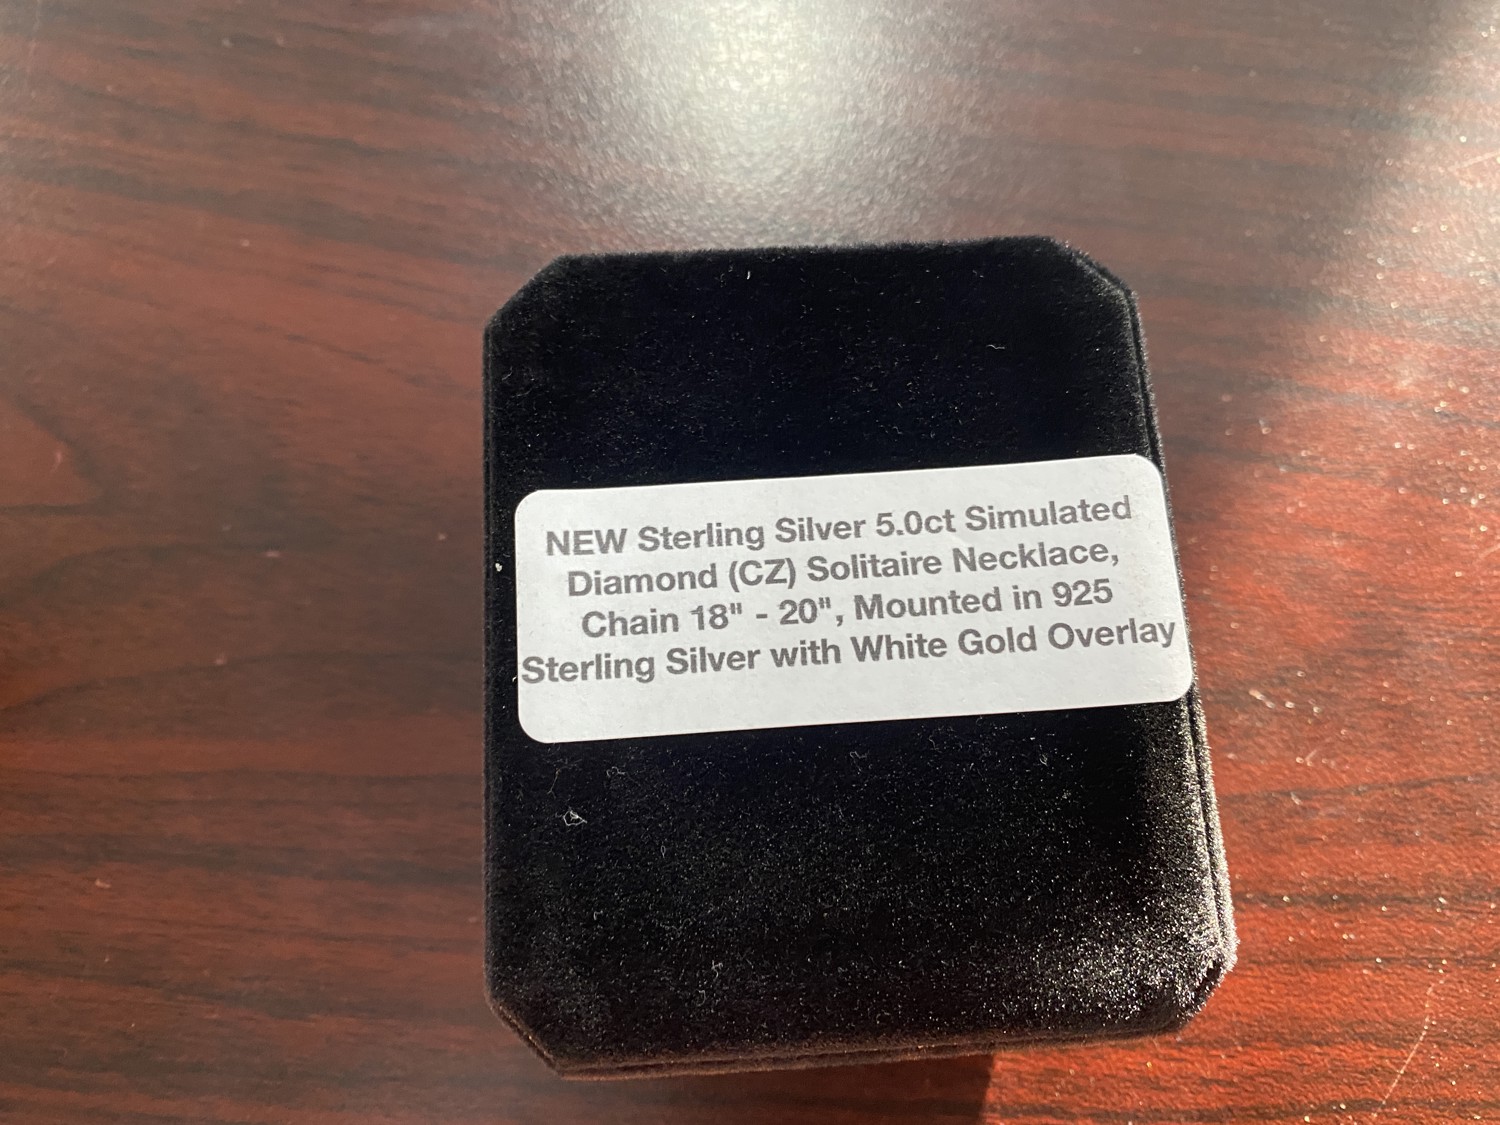 NEW Sterling Silver 5.0ct Simulated
Diamond (CZ) Solitaire Necklace,
Chain 18" - 20", Mounted in 925
Sterling Silver with White Gold Overlay